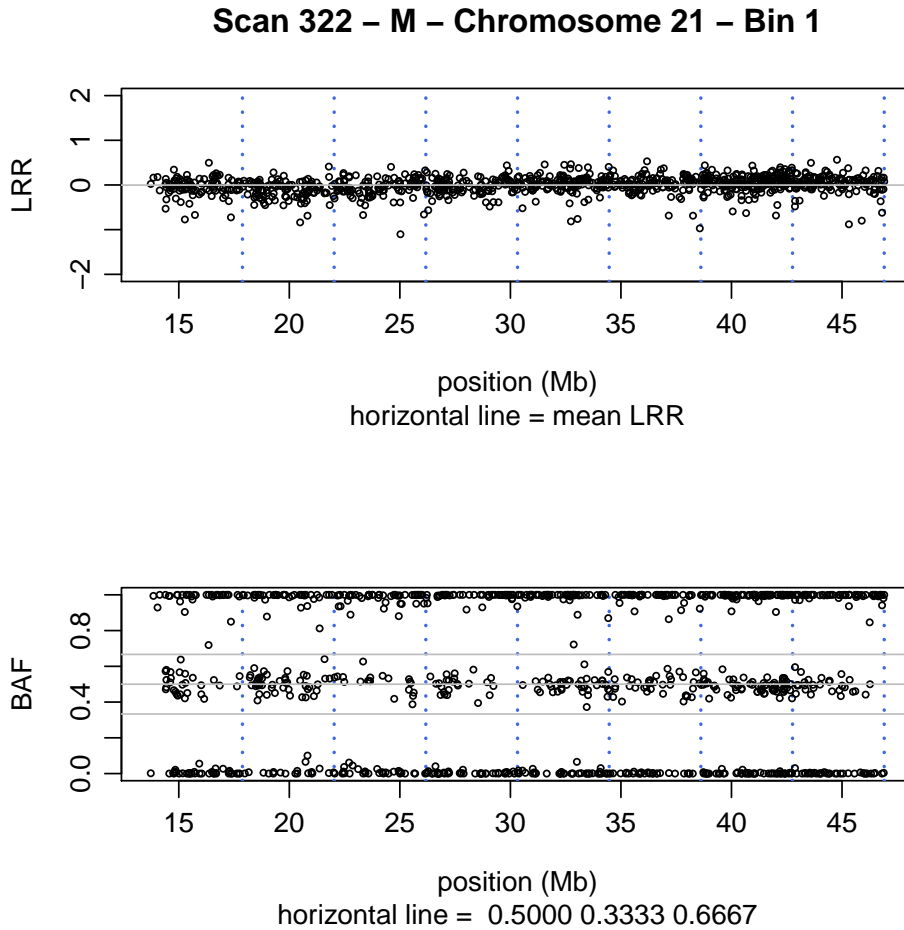 Scan 322 – M – Chromosome 21 – Bin 1
LRR
2
1
0
−2
15 20 25 30 35 40 45
position (Mb)
horizontal line = mean LRR
BAF
0.8
0.4
0.0
15 20 25 30 35 40 45
position (Mb)
horizontal line = 0.5000 0.3333 0.6667